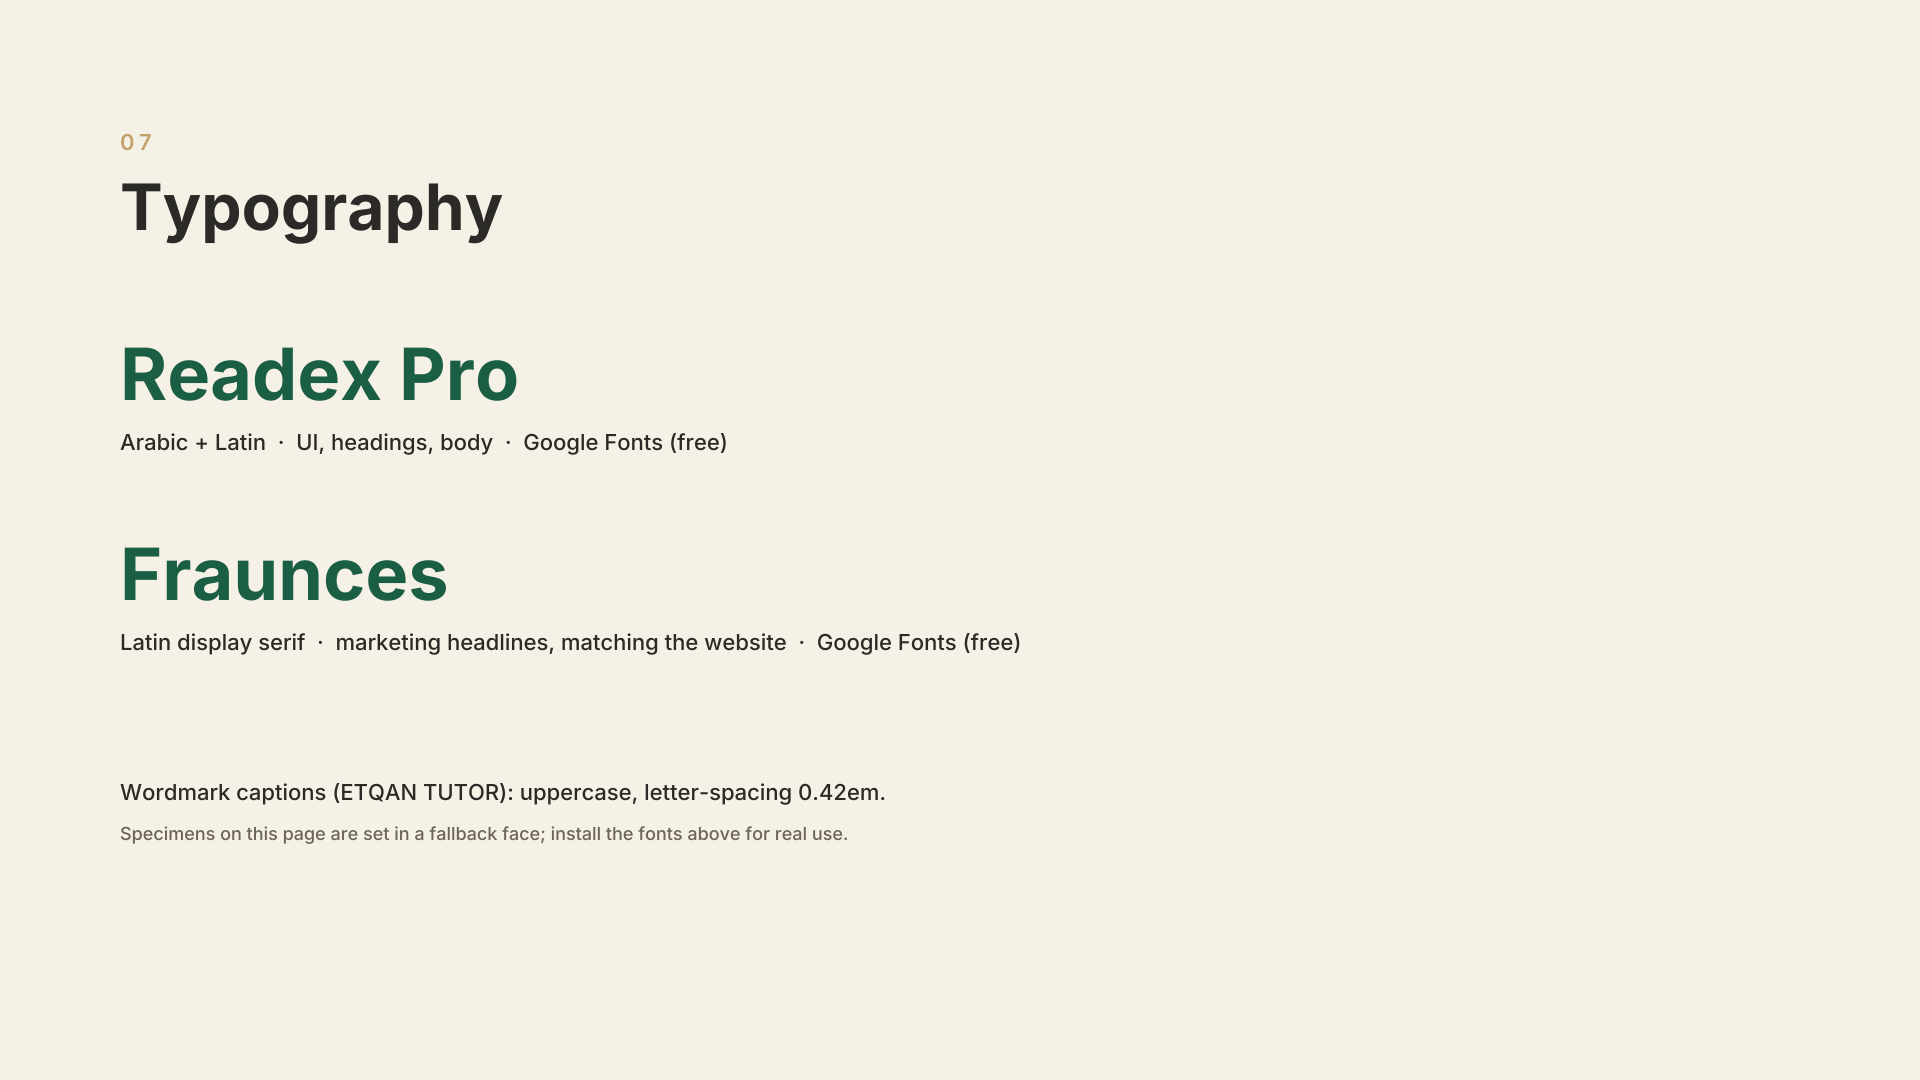 07
Typography
Readex Pro
Arabic + Latin · UI, headings, body · Google Fonts (free)
Fraunces
Latin display serif · marketing headlines, matching the website · Google Fonts (free)
Wordmark captions (ETQAN TUTOR): uppercase, letter-spacing 0.42em.
Specimens on this page are set in a fallback face; install the fonts above for real use.